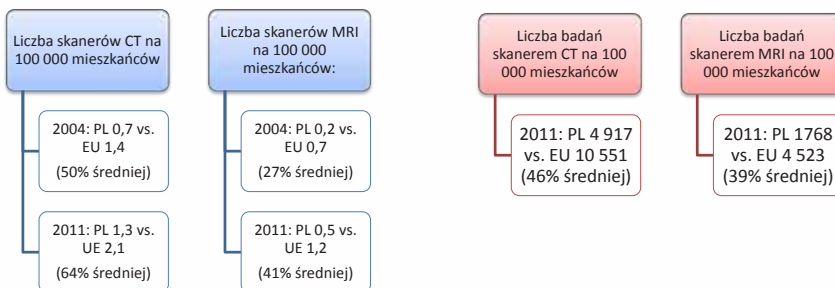 Liczba skanerów CT na
100 000 mieszkańców
2004: PL 0,7 vs.
EU 1,4
(50% średniej)
2011: PL 1,3 vs.
UE 2,1
(64% średniej)
Liczba skanerów MRI
na 100 000
mieszkańców:
2004: PL 0,2 vs.
EU 0,7
(27% średniej)
2011: PL 0,5 vs.
UE 1,2
(41% średniej)
Liczba badań
skanerem CT na 100
000 mieszkańców
2011: PL 4 917
vs. EU 10 551
(46% średniej)
Liczba badań
skanerem MRI na 100
000 mieszkańców
2011: PL 1768
vs. EU 4 523
(39% średniej)